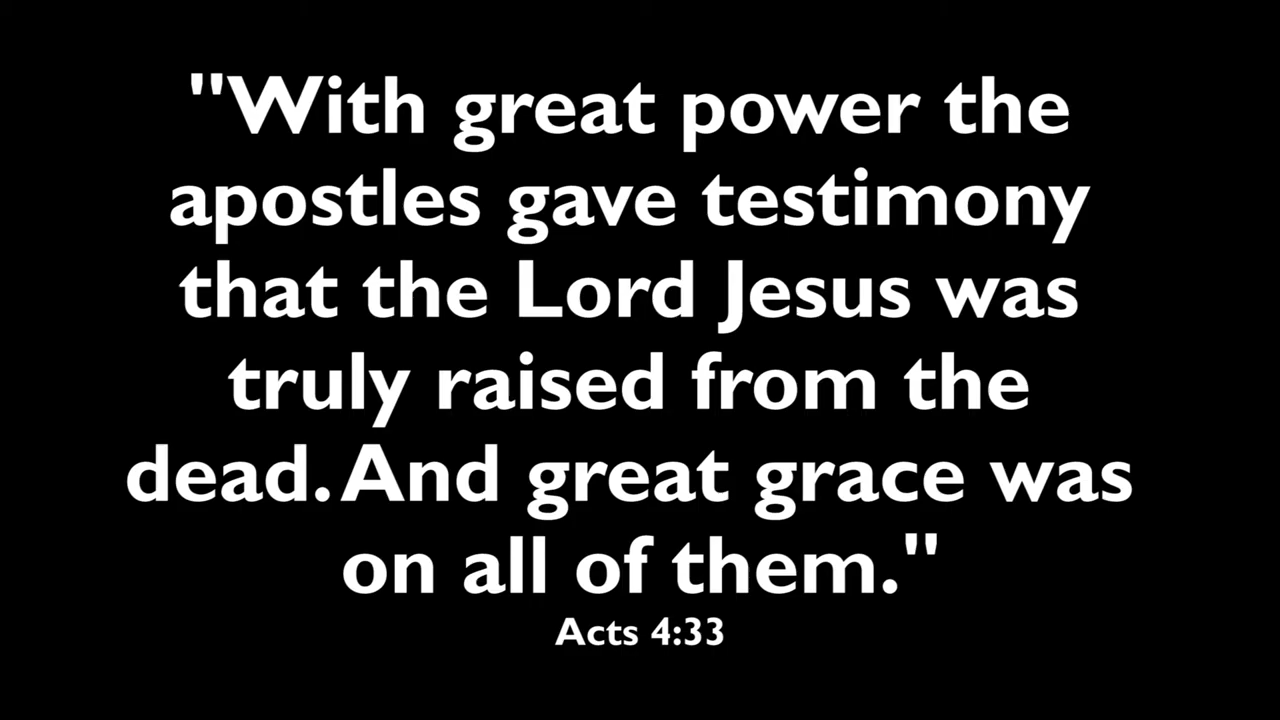 "With great power the
apostles gave testimony
that the Lord Jesus was
truly raised from the
dead. And great grace was
on all of them."
Acts 4:33